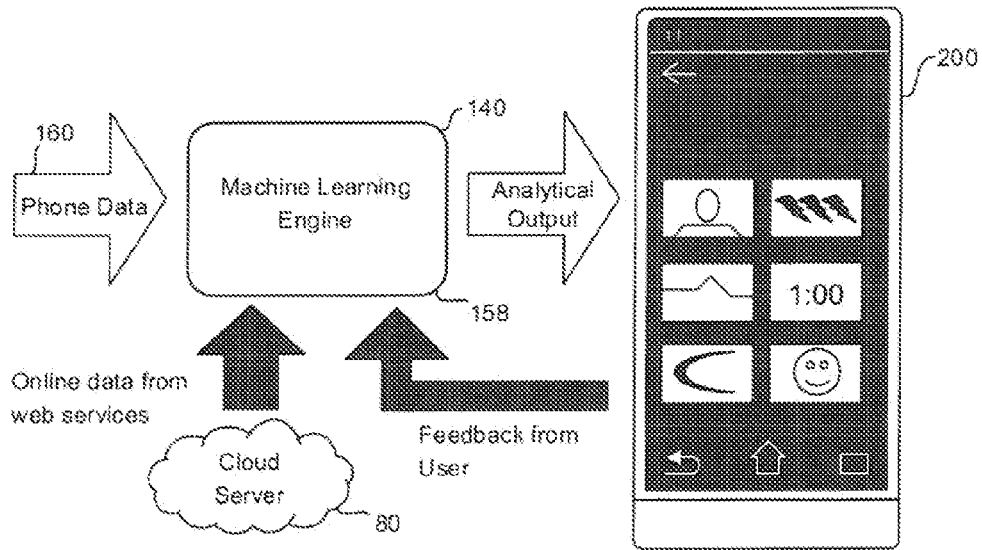 200
140
160
Phone Data
Machine Learning
Engine
Analytical
Output
1:00
158
Online data from
web services
Feedback from
User
Cloud
Server
80